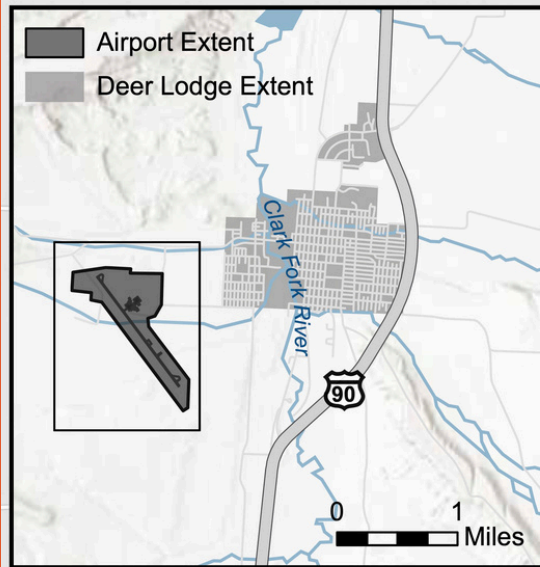 Airport Extent
Deer Lodge Extent
Clark Fork River
90
0 1
Miles